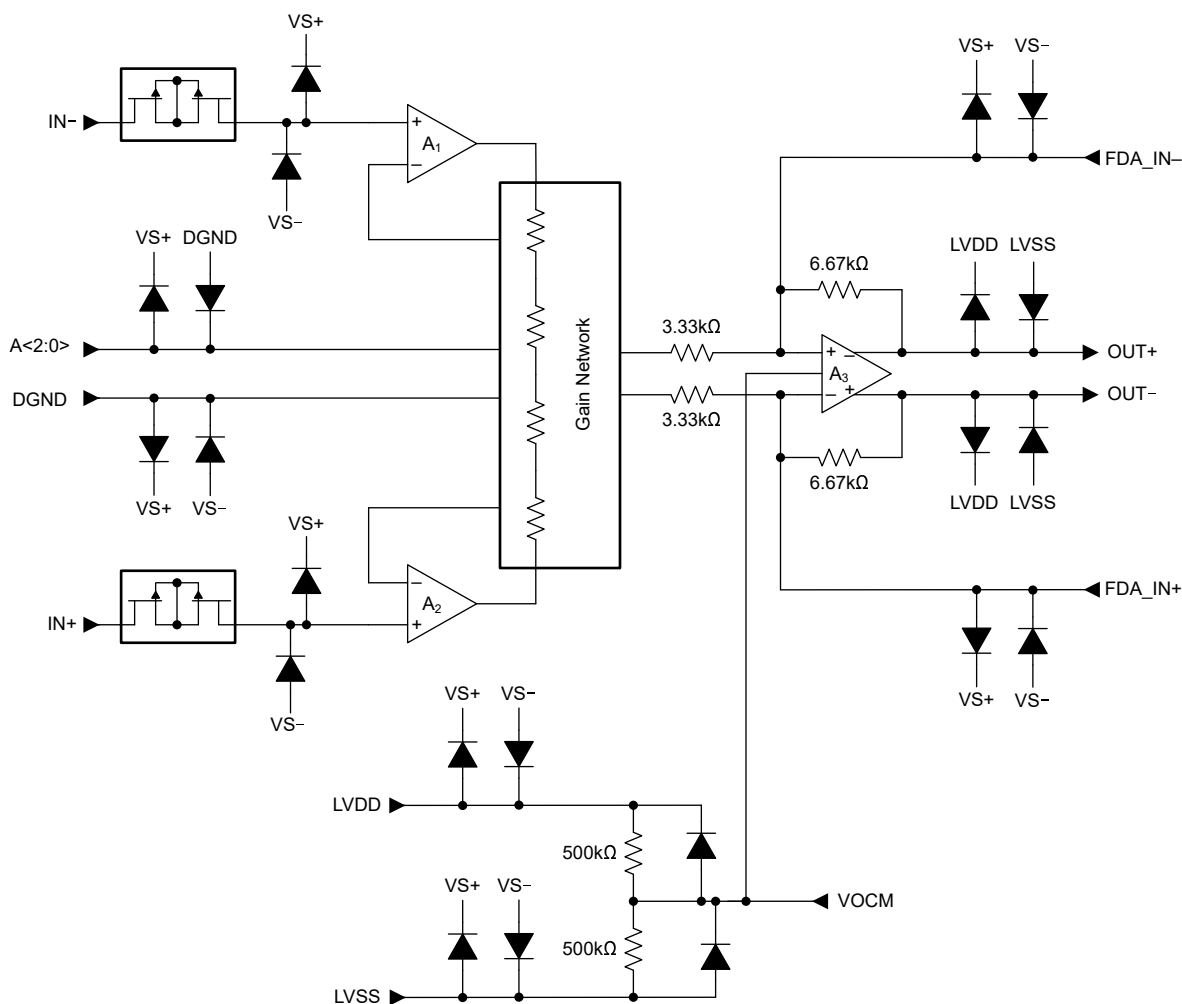 VS+
VS−
VS+
IN−
A1
FDA_IN–
VS−
VS+
DGND
LVDD
LVSS
6.67kΩ
3.33kΩ
A<2:0>
OUT+
A3
Gain Network
DGND
OUT−
3.33kΩ
6.67kΩ
VS+
VS−
LVDD
LVSS
VS+
A2
FDA_IN+
IN+
VS−
VS+
VS−
VS+
VS−
LVDD
500kΩ
VS+
VS−
VOCM
500kΩ
LVSS
+
−
−
+
+
−
−
+